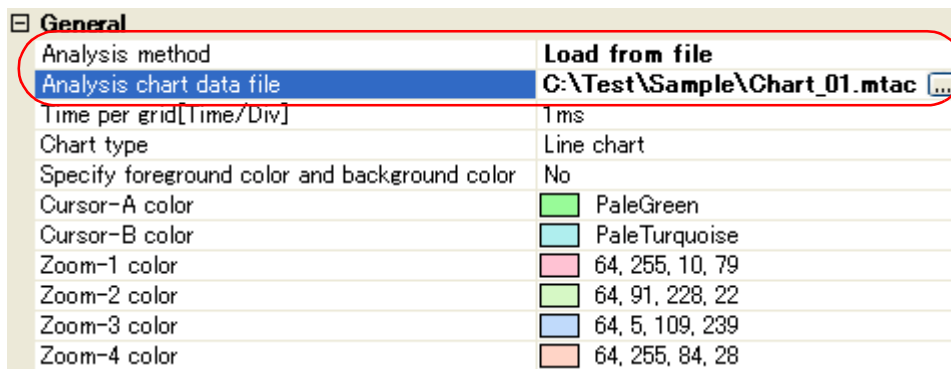 General
Analysis method Load from file
Analysis chart data file C:\Test\Sample\Chart_01.mtac ...
Time per grid[Time/Div] 1ms
Chart type Line chart
Specify foreground color and background color No
Cursor-A color PaleGreen
Cursor-B color PaleTurquoise
Zoom-1 color 64, 255, 10, 79
Zoom-2 color 64, 91, 228, 22
Zoom-3 color 64, 5, 109, 239
Zoom-4 color 64, 255, 84, 28